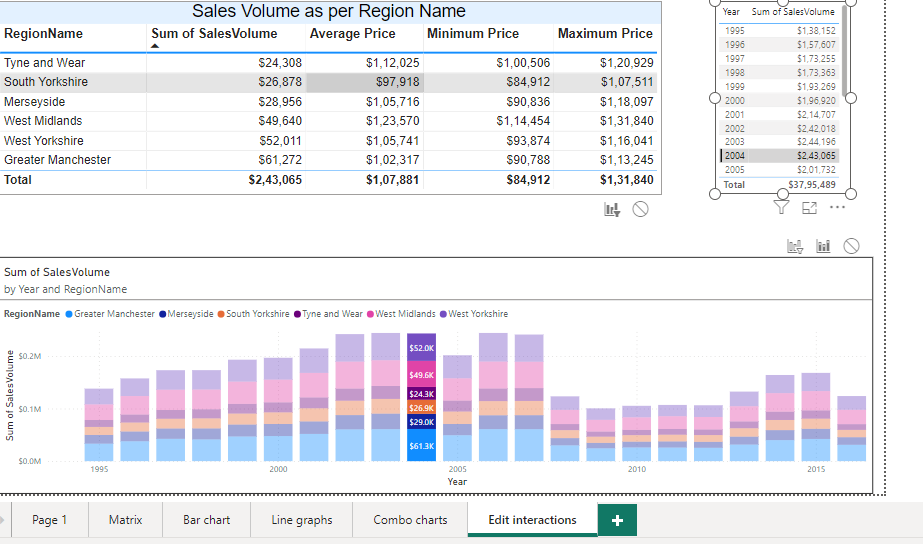 Sales Volume as per Region Name
RegionName Sum of SalesVolume Average Price Minimum Price Maximum Price
Tyne and Wear $24,308 $1,12,025 $1,00,506 $1,20,929
South Yorkshire $26,878 $97,918 $84,912 $1,07,511
Merseyside $28,956 $1,05,716 $90,836 $1,18,097
West Midlands $49,640 $1,23,570 $1,14,454 $1,31,840
West Yorkshire $52,011 $1,05,741 $93,874 $1,16,041
Greater Manchester $61,272 $1,02,317 $90,788 $1,13,245
Total $2,43,065 $1,07,881 $84,912 $1,31,840
Year Sum of SalesVolume
1995 $1,38,152
1996 $1,57,607
1997 $1,73,255
1998 $1,73,363
1999 $1,93,269
2000 $1,96,920
2001 $2,14,707
2002 $2,42,018
2003 $2,44,196
2004 $2,43,065
2005 $2,01,732
Total $37,95,489
Sum of SalesVolume
by Year and RegionName
RegionName Greater Manchester Merseyside South Yorkshire Tyne and Wear West Midlands West Yorkshire
Sum of SalesVolume
$0.2M
$0.1M
$0.0M
$52.0K
$49.6K
$24.3K
$26.9K
$29.0K
$61.3K
1995 2000 2005 2010 2015
Year
Page 1 Matrix Bar chart Line graphs Combo charts Edit interactions +